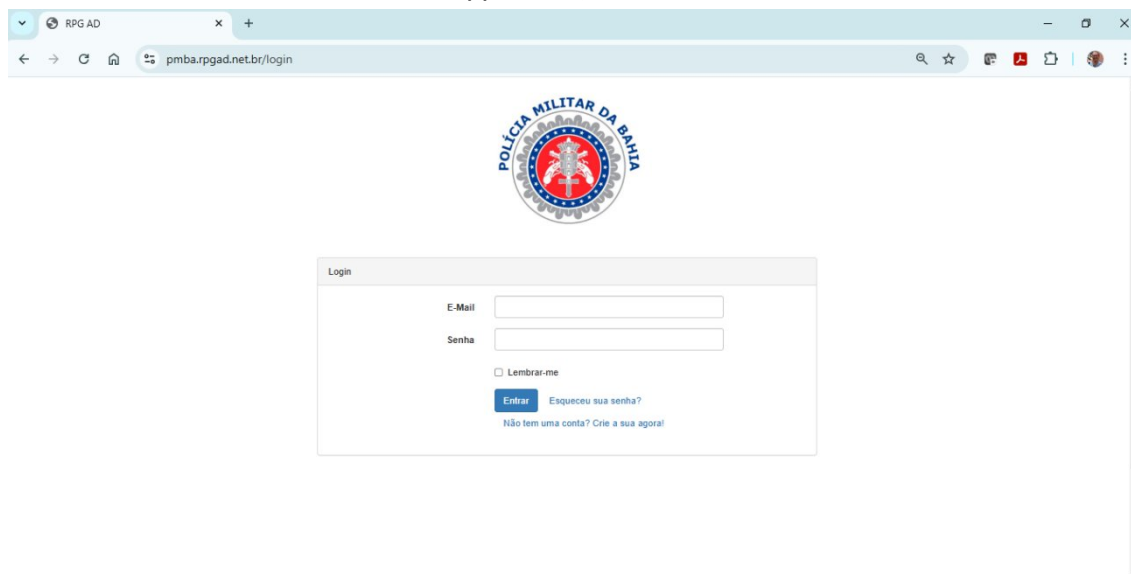 RPG AD
pmba.rpgad.net.br/login
POLÍCIA MILITAR DA BAHIA
Login
E-Mail
Senha
Lembrar-me
Entrar Esqueceu sua senha?
Não tem uma conta? Crie a sua agora!